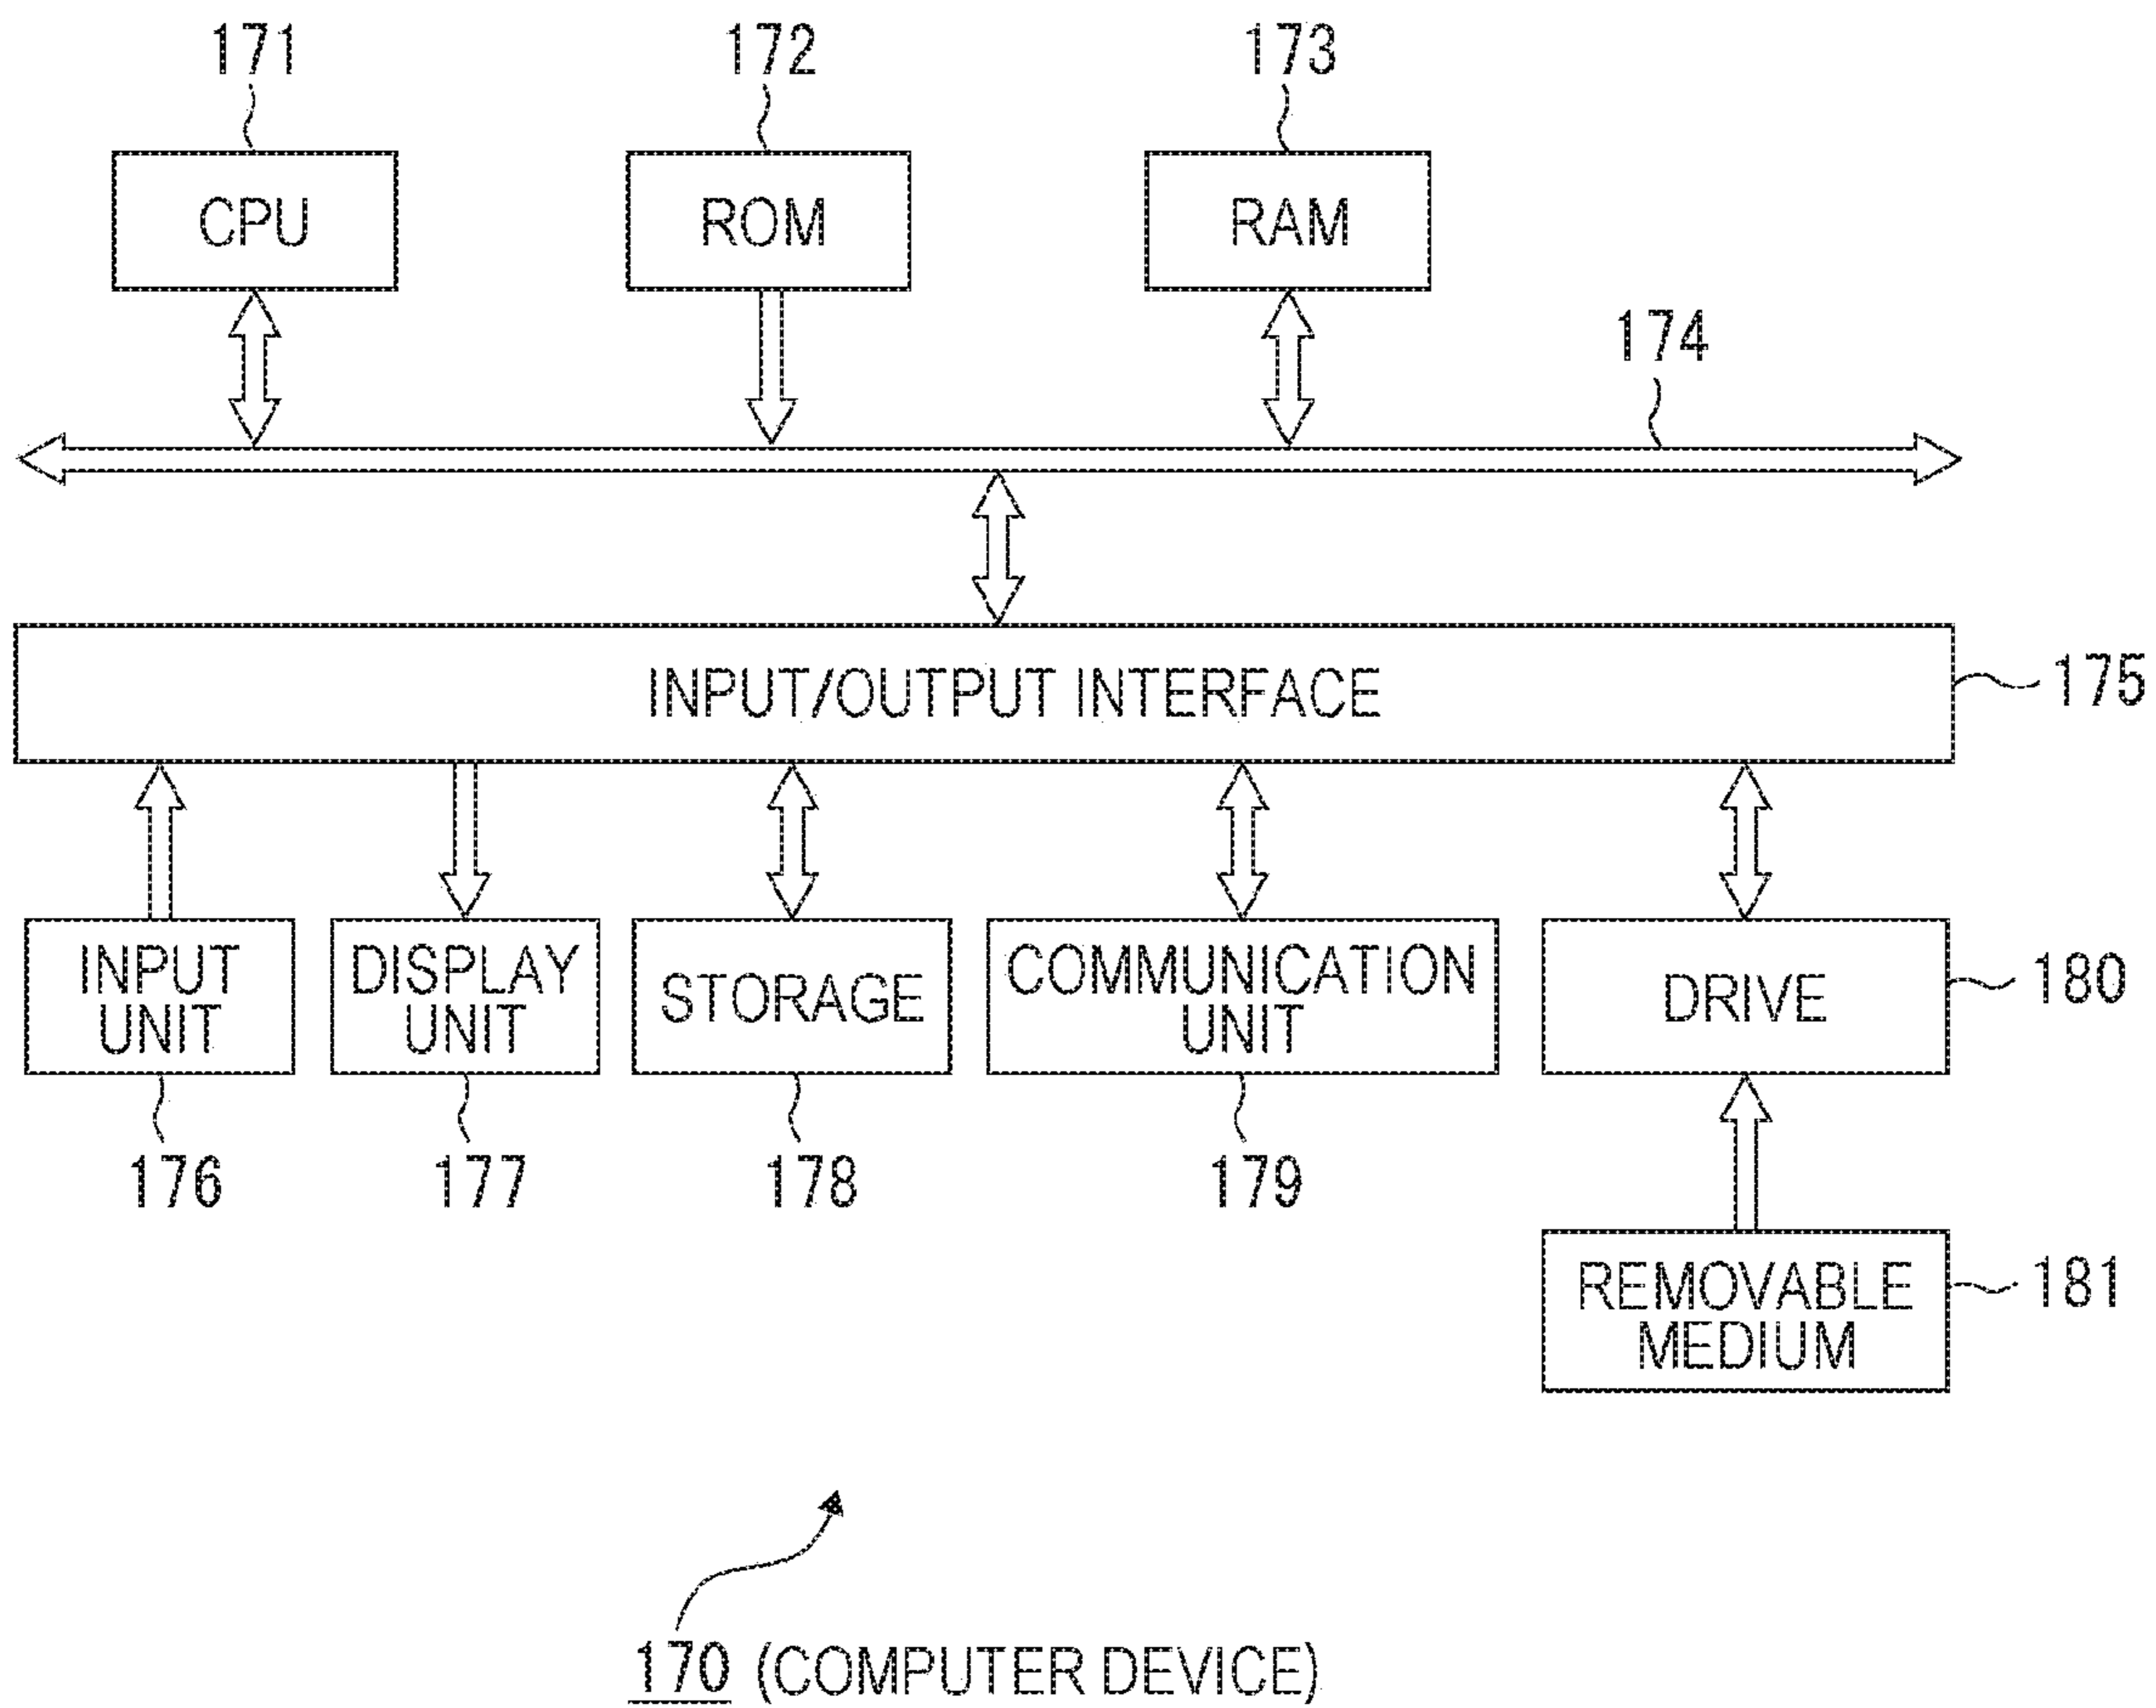 171
172
173
CPU
ROM
RAM
174
INPUT/OUTPUT INTERFACE
175
INPUT
UNIT
DISPLAY
UNIT
STORAGE
COMMUNICATION
UNIT
DRIVE
180
176
177
178
179
REMOVABLE
MEDIUM
181
170 (COMPUTER DEVICE)